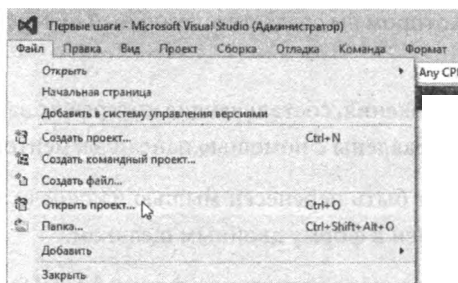 Первые шаги - Microsoft Visual Studio (Администратор)
Файл Правка Вид Проект Сборка Отладка Команда Формат
Открыть Any CPU
Начальная страница
Добавить в систему управления версиями
Создать проект... Ctrl+N
Создать командный проект...
Создать файл...
Открыть проект... Ctrl+O
Папка... Ctrl+Shift+Alt+O
Добавить
Закрыть